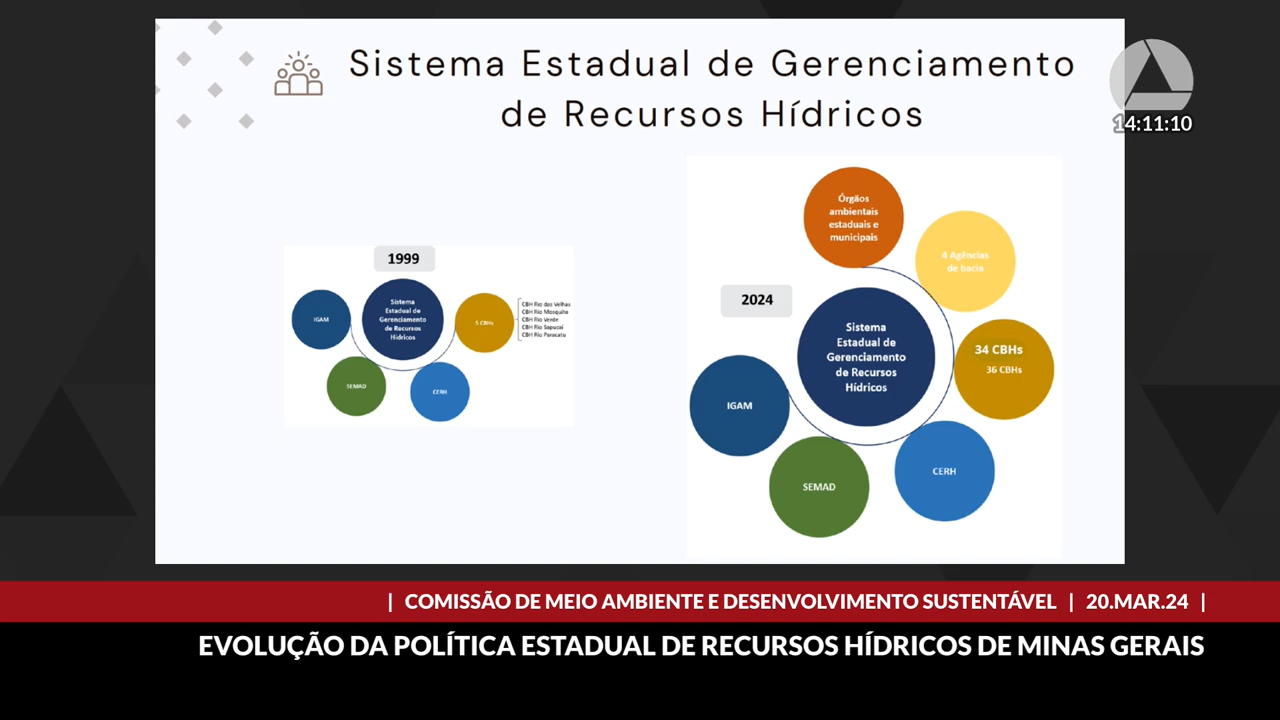 Sistema Estadual de Gerenciamento
de Recursos Hídricos
14:11:10
1999
Sistema
Estadual de
Gerenciamento
de Recursos
Hídricos
IGAM
SEMAD
CERH
5 CBHs
CBH Rio das Velhas
CBH Rio Mosquito
CBH Rio Verde
CBH Rio Sapucaí
CBH Rio Paracatu
2024
Sistema
Estadual de
Gerenciamento
de Recursos
Hídricos
Órgãos
ambientais
estaduais e
municipais
4 Agências
de bacia
34 CBHs
36 CBHs
CERH
SEMAD
IGAM
| COMISSÃO DE MEIO AMBIENTE E DESENVOLVIMENTO SUSTENTÁVEL | 20.MAR.24 |
EVOLUÇÃO DA POLÍTICA ESTADUAL DE RECURSOS HÍDRICOS DE MINAS GERAIS